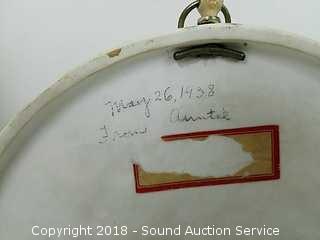 May 26, 1938
From Auntie
Copyright 2018 - Sound Auction Service